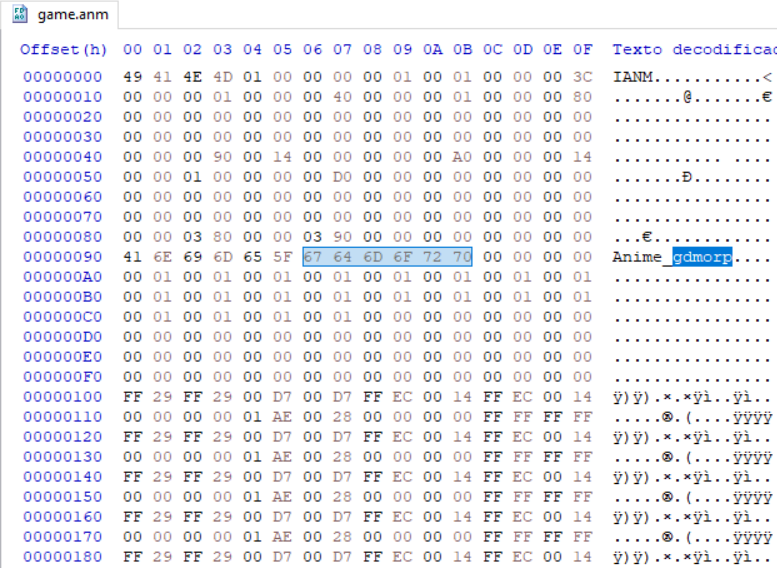 game.anm
Offset(h) 00 01 02 03 04 05 06 07 08 09 0A 0B 0C 0D 0E 0F Texto decodificad
00000000 49 41 4E 4D 01 00 00 00 00 01 00 01 00 00 00 3C IANM...........<
00000010 00 00 00 01 00 00 00 40 00 00 00 01 00 00 00 80 .......@.......€
00000020 00 00 00 00 00 00 00 00 00 00 00 00 00 00 00 00 ................
00000030 00 00 00 00 00 00 00 00 00 00 00 00 00 00 00 00 ................
00000040 00 00 00 90 00 14 00 00 00 00 00 A0 00 00 00 14 ........... ....
00000050 00 00 01 00 00 00 00 D0 00 00 00 00 00 00 00 00 .......Ð........
00000060 00 00 00 00 00 00 00 00 00 00 00 00 00 00 00 00 ................
00000070 00 00 00 00 00 00 00 00 00 00 00 00 00 00 00 00 ................
00000080 00 00 03 80 00 00 03 90 00 00 00 00 00 00 00 00 ...€............
00000090 41 6E 69 6D 65 5F 67 64 6D 6F 72 70 00 00 00 00 Anime_gdmorp....
000000A0 00 01 00 01 00 01 00 01 00 01 00 01 00 01 00 01 ................
000000B0 00 01 00 01 00 01 00 01 00 01 00 01 00 01 00 01 ................
000000C0 00 01 00 01 00 01 00 01 00 00 00 00 00 00 00 00 ................
000000D0 00 00 00 00 00 00 00 00 00 00 00 00 00 00 00 00 ................
000000E0 00 00 00 00 00 00 00 00 00 00 00 00 00 00 00 00 ................
000000F0 00 00 00 00 00 00 00 00 00 00 00 00 00 00 00 00 ................
00000100 FF 29 FF 29 00 D7 00 D7 FF EC 00 14 FF EC 00 14 ÿ)ÿ).×.×ÿì..ÿì..
00000110 00 00 00 00 01 AE 00 28 00 00 00 00 FF FF FF FF .....®.(....ÿÿÿÿ
00000120 FF 29 FF 29 00 D7 00 D7 FF EC 00 14 FF EC 00 14 ÿ)ÿ).×.×ÿì..ÿì..
00000130 00 00 00 00 01 AE 00 28 00 00 00 00 FF FF FF FF .....®.(....ÿÿÿÿ
00000140 FF 29 FF 29 00 D7 00 D7 FF EC 00 14 FF EC 00 14 ÿ)ÿ).×.×ÿì..ÿì..
00000150 00 00 00 00 01 AE 00 28 00 00 00 00 FF FF FF FF .....®.(....ÿÿÿÿ
00000160 FF 29 FF 29 00 D7 00 D7 FF EC 00 14 FF EC 00 14 ÿ)ÿ).×.×ÿì..ÿì..
00000170 00 00 00 00 01 AE 00 28 00 00 00 00 FF FF FF FF .....®.(....ÿÿÿÿ
00000180 FF 29 FF 29 00 D7 00 D7 FF EC 00 14 FF EC 00 14 ÿ)ÿ).×.×ÿì..ÿì..